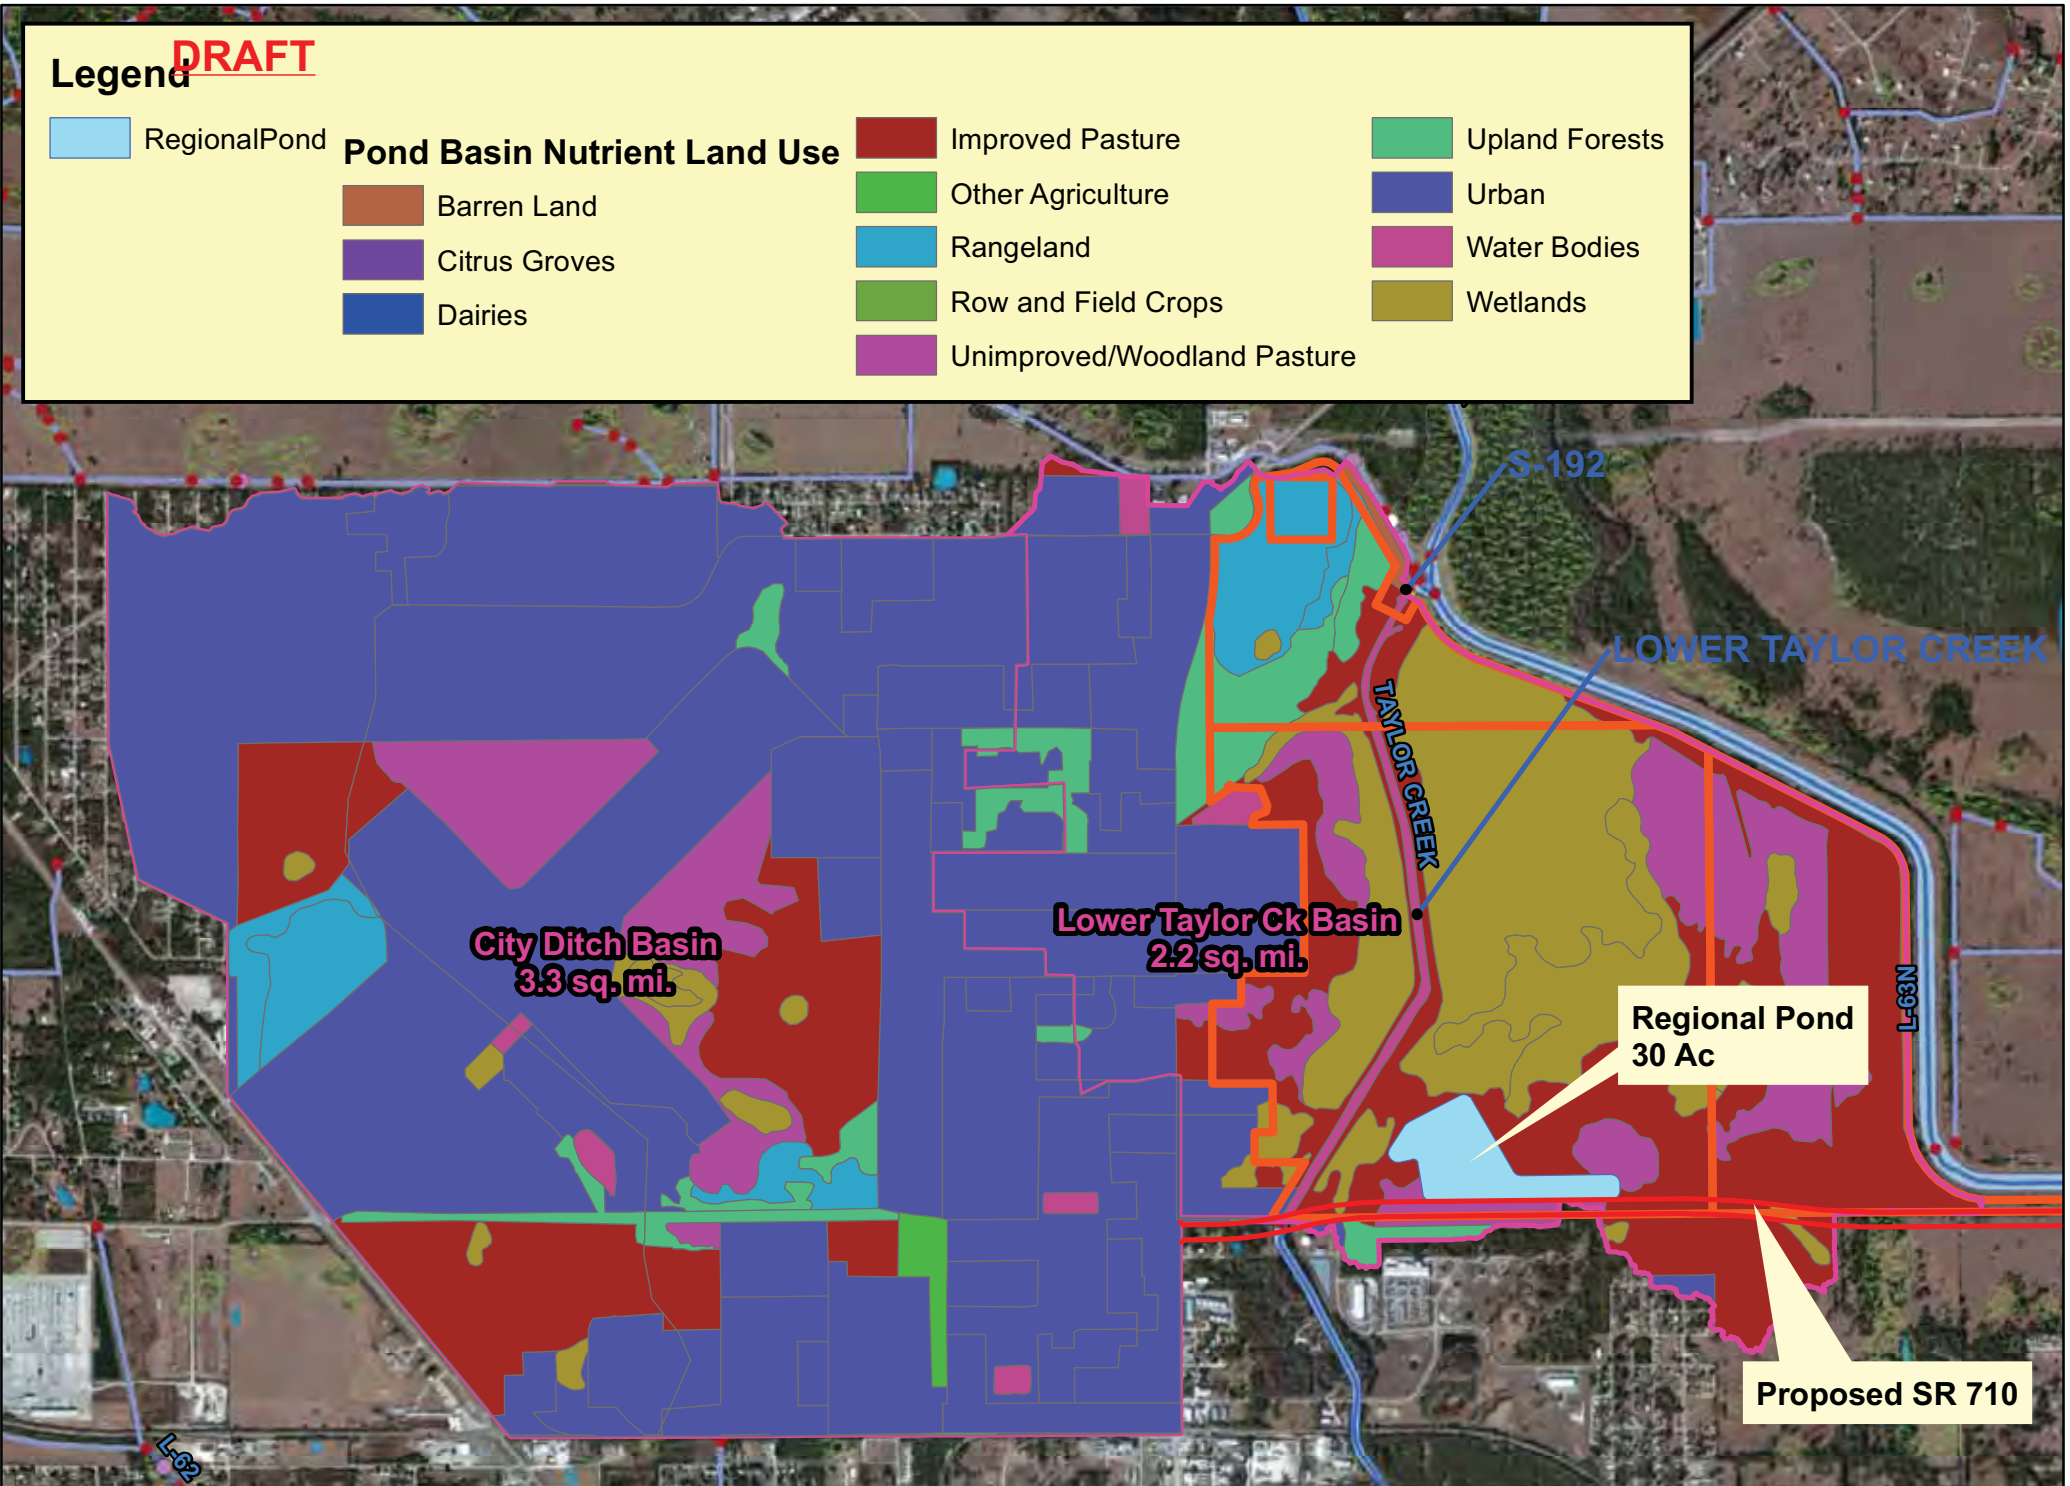 DRAFT
Legend
RegionalPond
Pond Basin Nutrient Land Use
Barren Land
Citrus Groves
Dairies
Improved Pasture
Other Agriculture
Rangeland
Row and Field Crops
Unimproved/Woodland Pasture
Upland Forests
Urban
Water Bodies
Wetlands
S-192
LOWER TAYLOR CREEK
TAYLOR CREEK
City Ditch Basin
3.3 sq. mi.
Lower Taylor Ck Basin
2.2 sq. mi.
L-63N
Regional Pond
30 Ac
Proposed SR 710
L-62